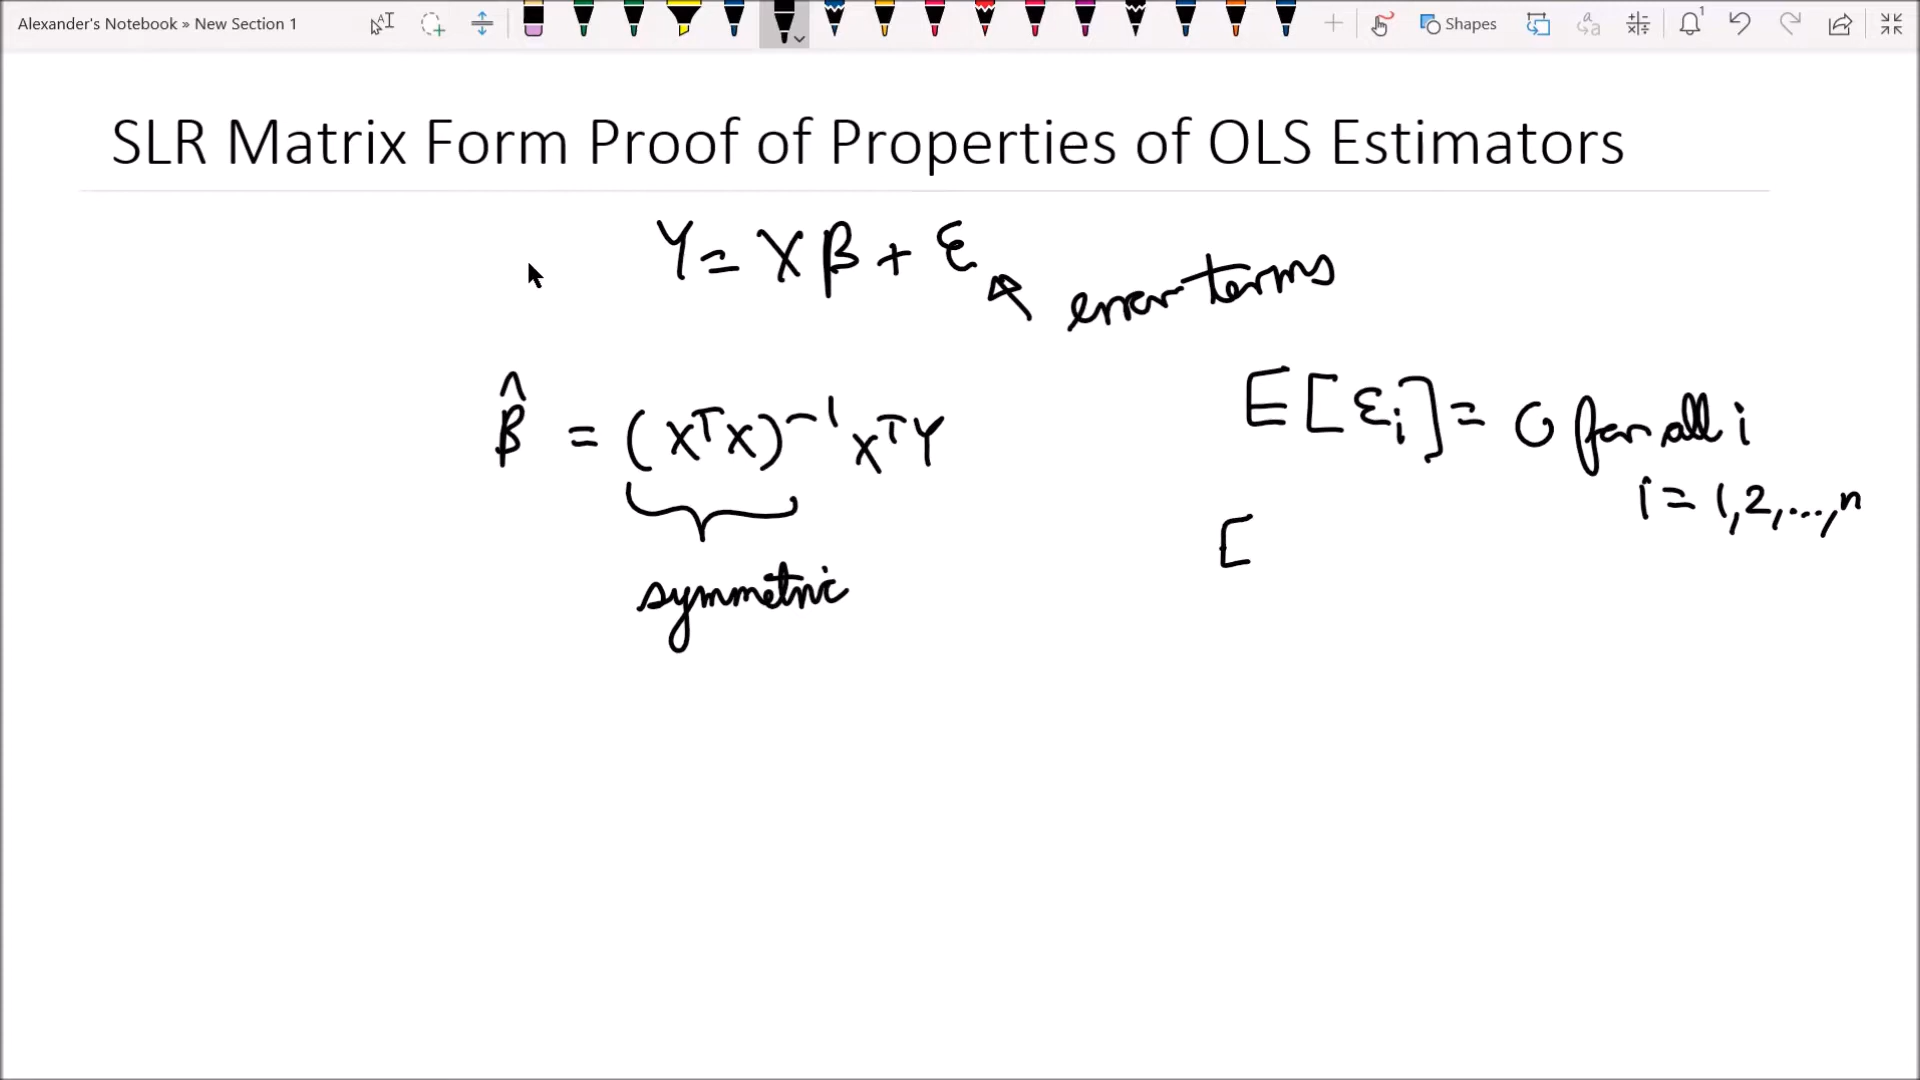 Alexander's Notebook » New Section 1
Shapes
SLR Matrix Form Proof of Properties of OLS Estimators
Y = Xβ + ε
error terms
β̂ = (XᵀX)⁻¹XᵀY
E[εᵢ] = 0 for all i
i = 1,2,...,n
symmetric
E